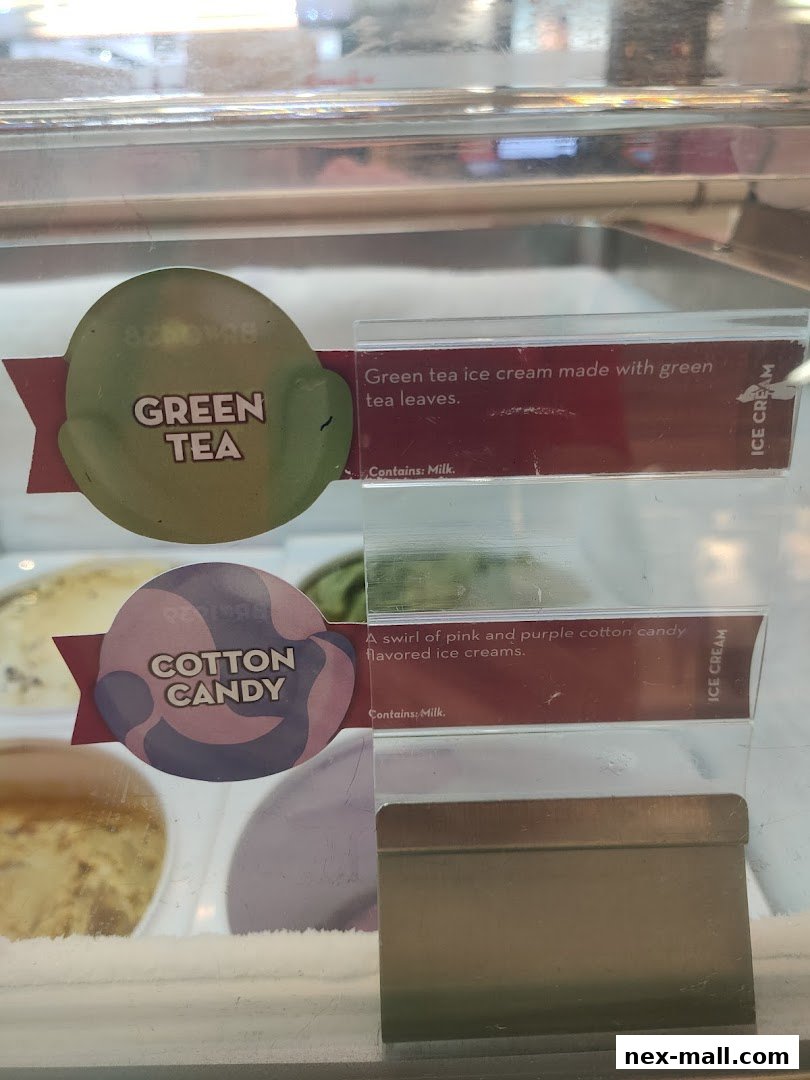 GREEN
TEA
Green tea ice cream made with green
tea leaves.
Contains: Milk.
ICE CREAM
COTTON
CANDY
A swirl of pink and purple cotton candy
flavored ice creams.
Contains: Milk.
ICE CREAM
nex-mall.com